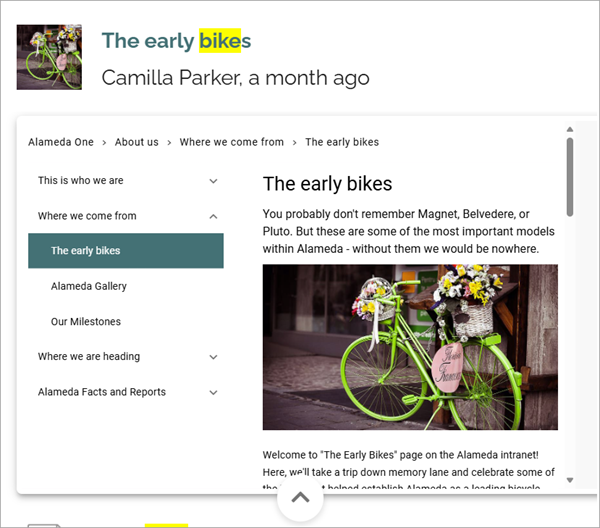 The early bikes
Camilla Parker, a month ago
Alameda One > About us > Where we come from > The early bikes
This is who we are
Where we come from
The early bikes
Alameda Gallery
Our Milestones
Where we are heading
Alameda Facts and Reports
The early bikes
You probably don't remember Magnet, Belvedere, or
Pluto. But these are some of the most important models
within Alameda - without them we would be nowhere.
Welcome to "The Early Bikes" page on the Alameda intranet!
Here, we'll take a trip down memory lane and celebrate some of
helped establish Alameda as a leading bicycle